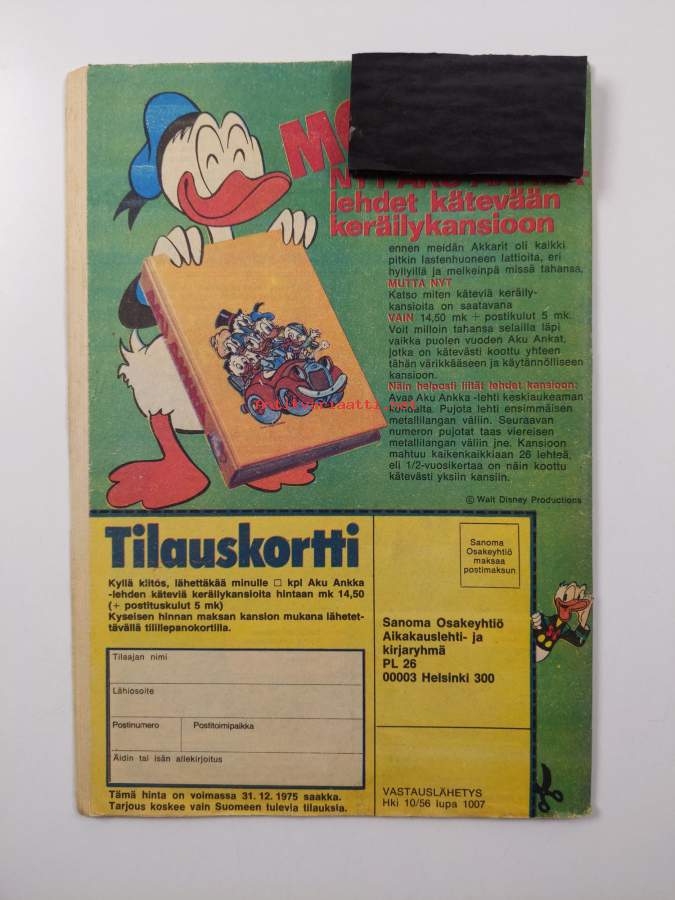 lehdet kätevään
keräilykansioon
ennen meidän Akkarit oli kaikki
pitkin lastenhuoneen lattioita, eri
hyllyillä ja melkeinpä missä tahansa,
MUTTA NYT
Katso miten käteviä keräily-
kansioita on saatavana
VAIN 14,50 mk + postikulut 5 mk.
Voit milloin tahansa selailla läpi
vaikka puolen vuoden Aku Ankat,
jotka on kätevästi koottu yhteen
tähän värikkääseen ja käytännölliseen
kansioon.
Näin helposti liität lehdet kansioon:
Avaa Aku Ankka -lehti keskiaukeaman
kohdalta. Pujota lehti ensimmäisen
metallilangan väliin. Seuraavan
numeron pujotat taas viereisen
metallilangan väliin jne. Kansioon
mahtuu kaikenkaikkiaan 26 lehteä,
eli 1/2-vuosikertaa on näin koottu
kätevästi yksiin kansiin.
© Walt Disney Productions
antikvariaatti.net
Tilauskortti
Kyllä kiitos, lähettäkää minulle □ kpl Aku Ankka
-lehden käteviä keräilykansioita hintaan mk 14,50
(+ postituskulut 5 mk)
Kyseisen hinnan maksan kansion mukana lähetet-
tävällä tilillepanokortilla.
Tilaajan nimi
Lähiosoite
Postinumero Postitoimipaikka
Äidin tai isän allekirjoitus
Tämä hinta on voimassa 31.12.1975 saakka.
Tarjous koskee vain Suomeen tulevia tilauksia.
Sanoma
Osakeyhtiö
maksaa
postimaksun
Sanoma Osakeyhtiö
Aikakauslehti- ja
kirjaryhmä
PL 26
00003 Helsinki 300
VASTAUSLÄHETYS
Hki 10/56 lupa 1007